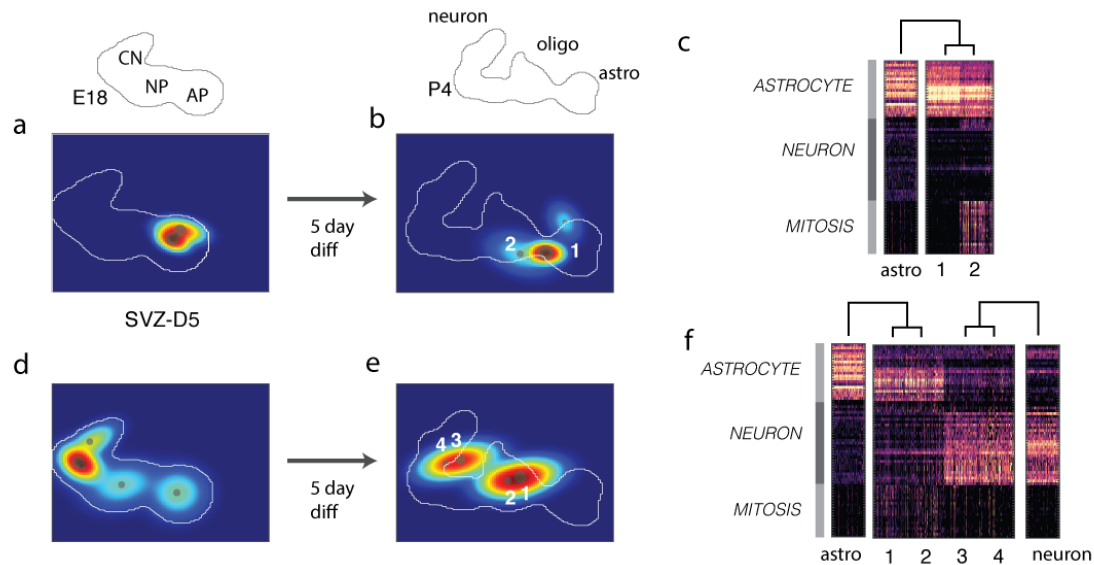 neuron
oligo
astro
P4
CN
NP
AP
E18
a
b
5 day
diff
2
1
SVZ-D5
c
ASTROCYTE
NEURON
MITOSIS
astro
1
2
d
e
5 day
diff
4
3
2
1
f
ASTROCYTE
NEURON
MITOSIS
astro
1
2
3
4
neuron